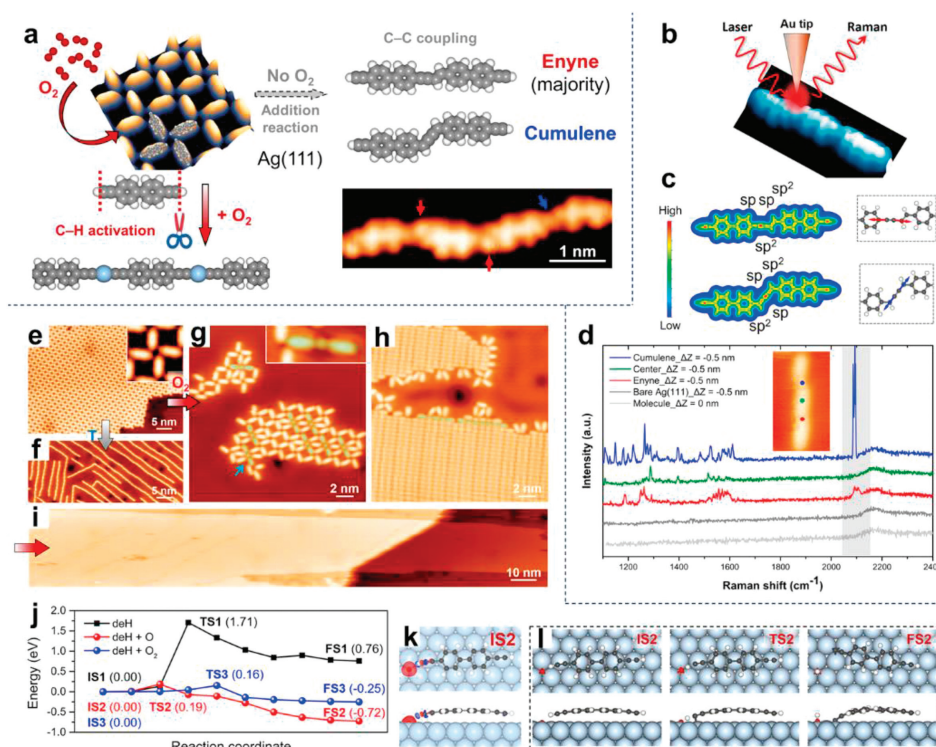 a
O₂
No O₂
Addition
reaction
Ag(111)
C–C coupling
Enyne
(majority)
Cumulene
+ O₂
C–H activation
1 nm
b
Laser
Au tip
Raman
c
High
Low
sp sp
sp²
sp²
sp²
sp
sp
sp²
d
Cumulene_ΔZ = -0.5 nm
Center_ΔZ = -0.5 nm
Enyne_ΔZ = -0.5 nm
Bare Ag(111)_ΔZ = -0.5 nm
Molecule_ΔZ = 0 nm
Intensity (a.u.)
1200 1400 1600 1800 2000 2200 2400
Raman shift (cm⁻¹)
e
5 nm
O₂
T
f
5 nm
g
2 nm
h
2 nm
i
10 nm
j
deH
deH + O
deH + O₂
TS1 (1.71)
FS1 (0.76)
TS3 (0.16)
IS1 (0.00)
IS2 (0.00)
IS3 (0.00)
TS2 (0.19)
FS3 (-0.25)
FS2 (-0.72)
2.0
1.5
1.0
0.5
0.0
-0.5
-1.0
Energy (eV)
Reaction coordinate
k
IS2
l
IS2
TS2
FS2